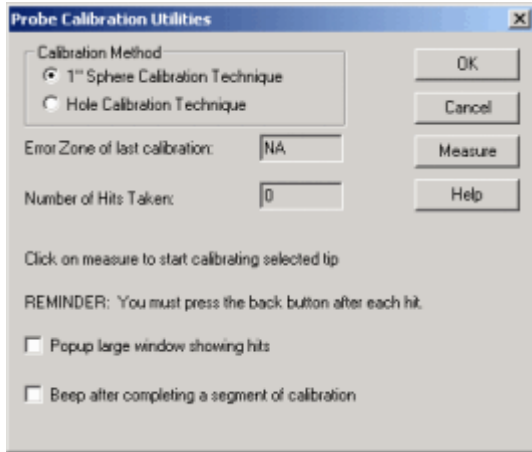 Probe Calibration Utilities
Calibration Method
1" Sphere Calibration Technique
Hole Calibration Technique
OK
Cancel
Error Zone of last calibration: NA
Measure
Number of Hits Taken: 0
Help
Click on measure to start calibrating selected tip
REMINDER: You must press the back button after each hit.
Popup large window showing hits
Beep after completing a segment of calibration